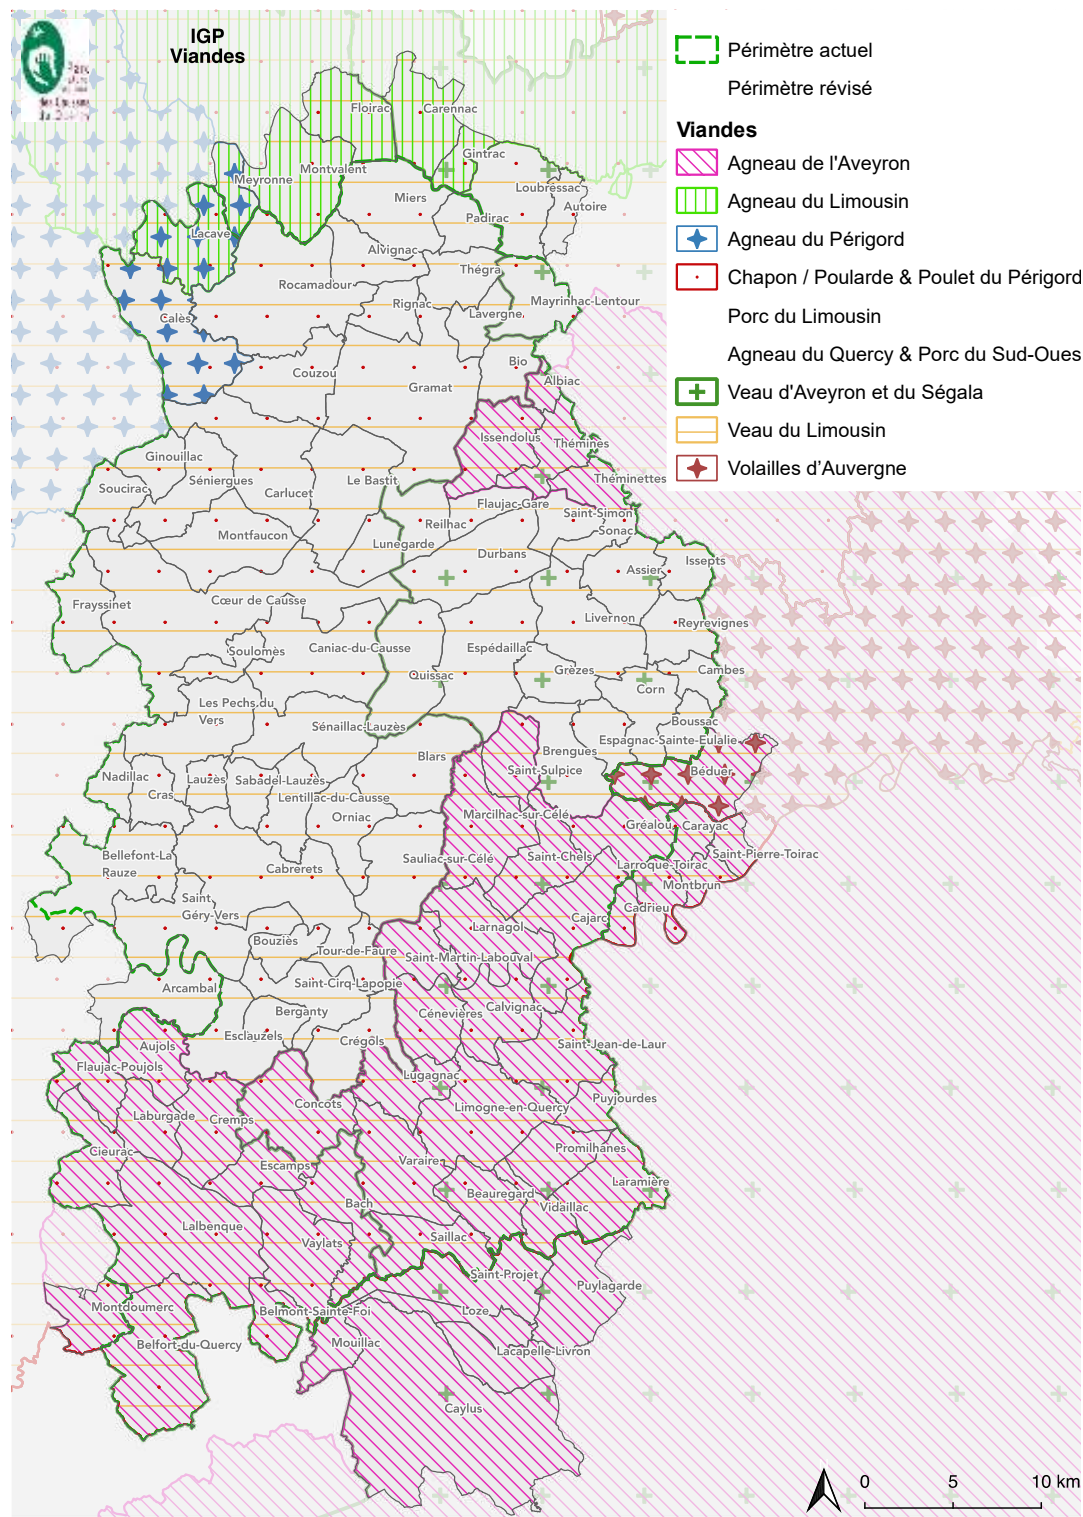 IGP
Viandes
Périmètre actuel
Périmètre révisé
Viandes
Agneau de l'Aveyron
Agneau du Limousin
Agneau du Périgord
Chapon / Poularde & Poulet du Périgord
Porc du Limousin
Agneau du Quercy & Porc du Sud-Oues
Veau d'Aveyron et du Ségala
Veau du Limousin
Volailles d’Auvergne
Floirac
Carennac
Gintrac
Montvalent
Meyronne
Loubressac
Miers
Autoire
Padirac
Lacave
Alvignac
Thégra
Rocamadour
Mayrinhac-Lentour
Rignac
Lavergne
Calès
Bio
Couzou
Albiac
Gramat
Issendolus
Thémines
Ginouillac
Théminettes
Séniergues
Le Bastit
Soucirac
Carlucet
Flaujac-Gare
Saint-Simon
Reilhac
Sonac
Montfaucon
Lunegarde
Durbans
Issepts
Assier
Frayssinet
Cœur de Causse
Livernon
Reyrevignes
Soulomès
Caniac-du-Causse
Espédaillac
Quissac
Grèzes
Cambes
Corn
Les Pechs du
Vers
Boussac
Sénaillac-Lauzès
Espagnac-Sainte-Eulalie
Blars
Brengues
Saint-Sulpice
Béduer
Nadillac
Lauzès
Sabadel-Lauzès
Cras
Lentillac-du-Causse
Orniac
Marcilhac-sur-Célé
Gréalou
Carayac
Bellefont-La
Rauze
Sauliac-sur-Célé
Saint-Chels
Saint-Pierre-Toirac
Cabrerets
Larroque-Toirac
Montbrun
Saint
Géry-Vers
Cadrieu
Cajarc
Larnagol
Bouziès
Tour-de-Faure
Saint-Martin-Labouval
Arcambal
Saint-Cirq-Lapopie
Calvignac
Berganty
Cénevières
Esclauzels
Crégols
Aujols
Saint-Jean-de-Laur
Flaujac-Poujols
Lugagnac
Puyjourdes
Concots
Limogne-en-Quercy
Laburgade
Cremps
Cieurac
Promilhanes
Escamps
Varaire
Laramière
Beauregard
Bach
Vidaillac
Lalbenque
Saillac
Vaylats
Saint-Projet
Puylagarde
Montdoumerc
Belmont-Sainte-Foi
Loze
Belfort-du-Quercy
Mouillac
Lacapelle-Livron
Caylus
0 5 10 km